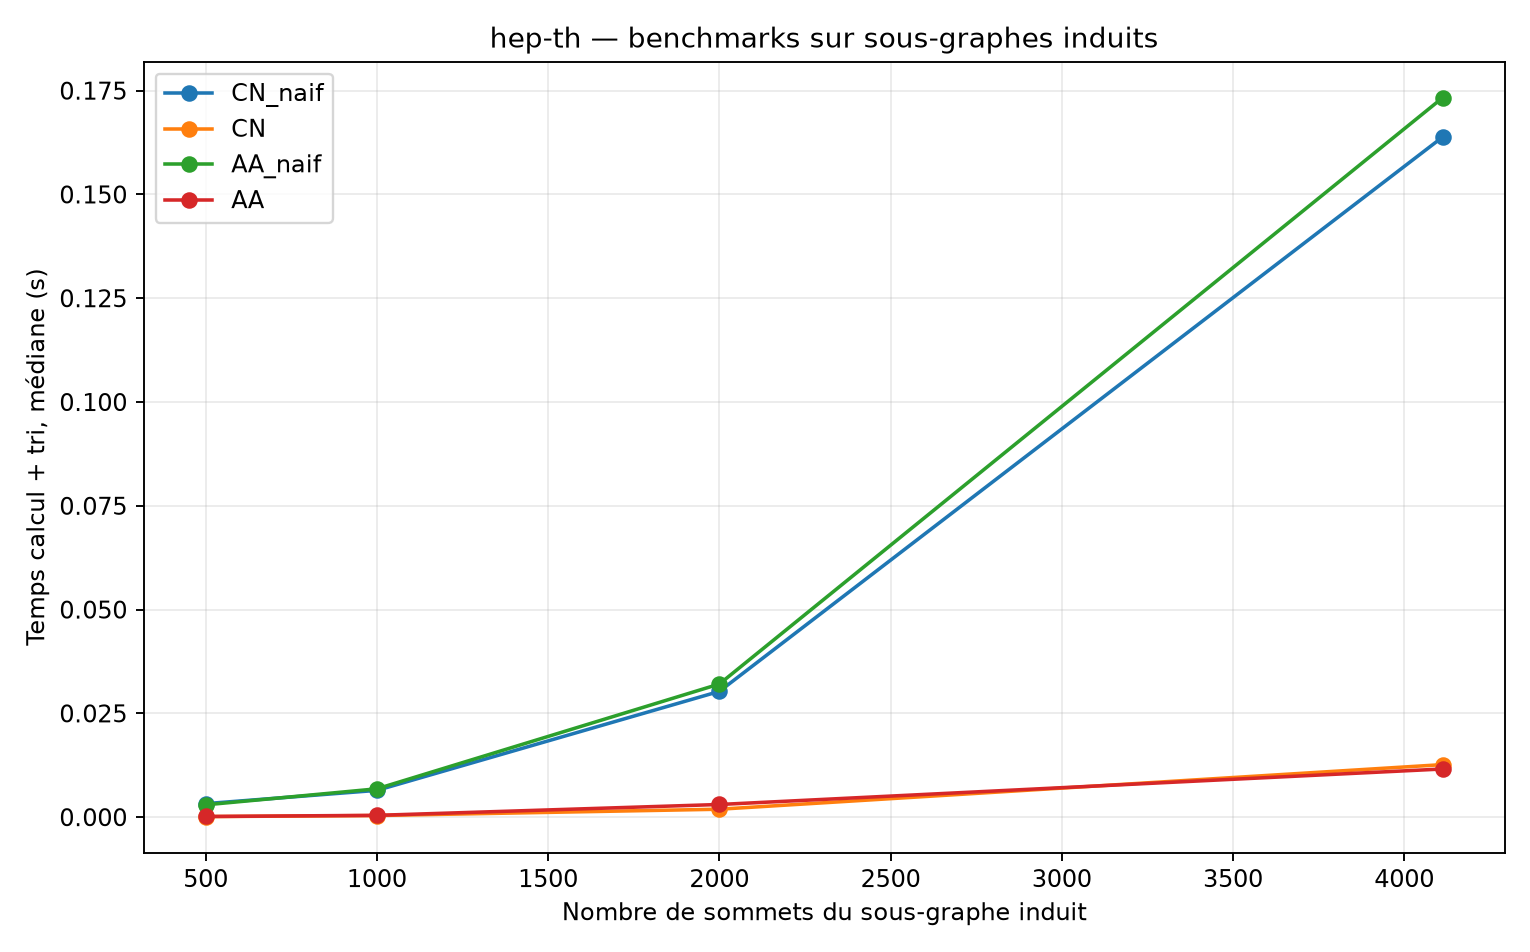 hep-th — benchmarks sur sous-graphes induits
CN_naif
CN
AA_naif
AA
Temps calcul + tri, médiane (s)
0.175
0.150
0.125
0.100
0.075
0.050
0.025
0.000
500 1000 1500 2000 2500 3000 3500 4000
Nombre de sommets du sous-graphe induit